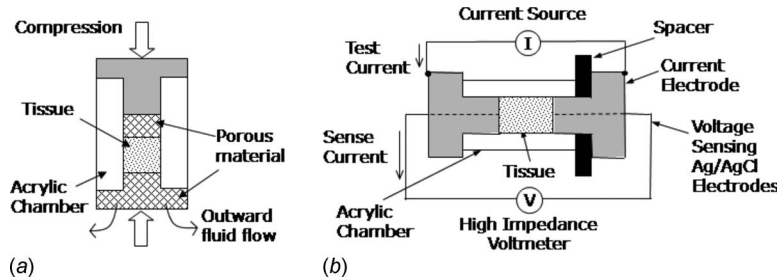 Compression
Tissue
Porous
material
Acrylic
Chamber
Outward
fluid flow
(a)
Current Source
I
Test
Current
Spacer
Current
Electrode
Sense
Current
Tissue
Voltage
Sensing
Ag/AgCl
Electrodes
Acrylic
Chamber
V
High Impedance
Voltmeter
(b)